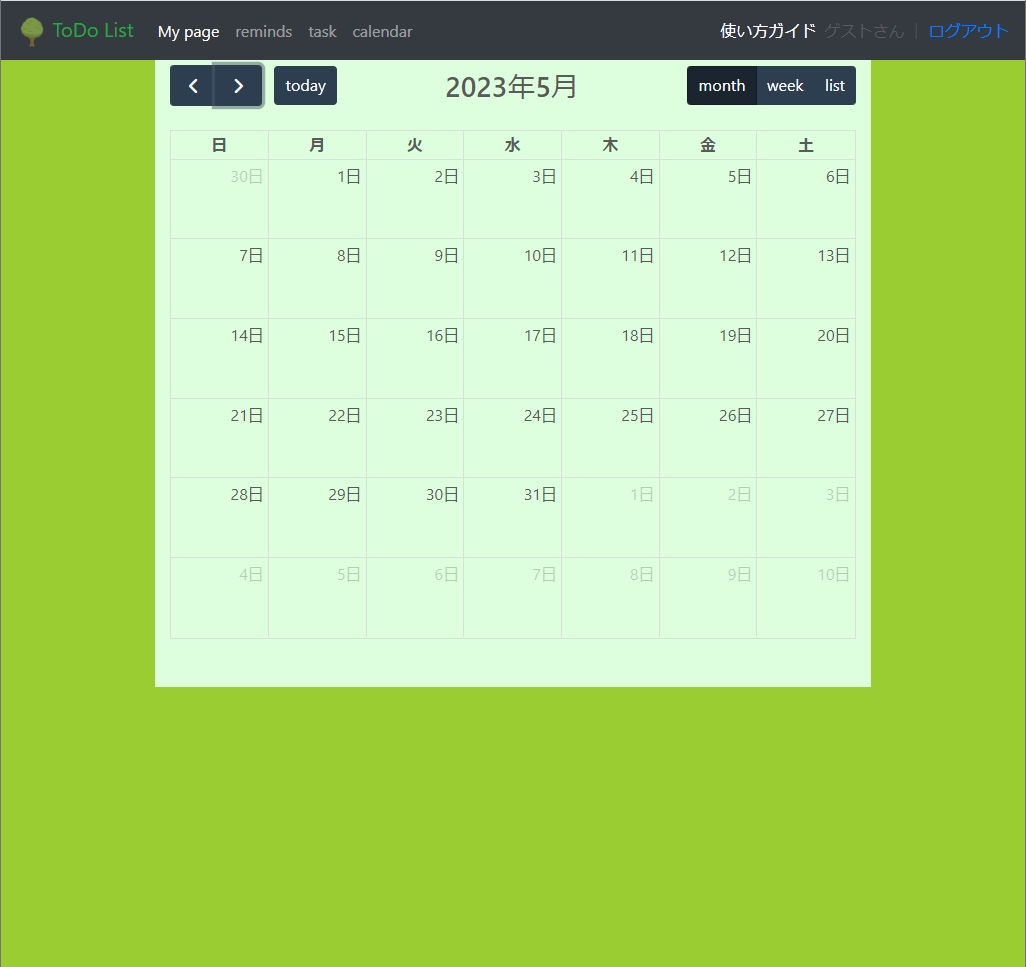 ToDo List My page reminds task calendar 使い方ガイド ゲストさん | ログアウト
today 2023年5月 month week list
日 月 火 水 木 金 土
30日 1日 2日 3日 4日 5日 6日
7日 8日 9日 10日 11日 12日 13日
14日 15日 16日 17日 18日 19日 20日
21日 22日 23日 24日 25日 26日 27日
28日 29日 30日 31日 1日 2日 3日
4日 5日 6日 7日 8日 9日 10日